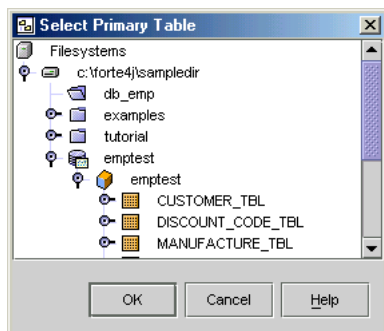 Select Primary Table
Filesystems
c:\forte4j\sampledir
db_emp
examples
tutorial
emptest
emptest
CUSTOMER_TBL
DISCOUNT_CODE_TBL
MANUFACTURE_TBL
OK
Cancel
Help